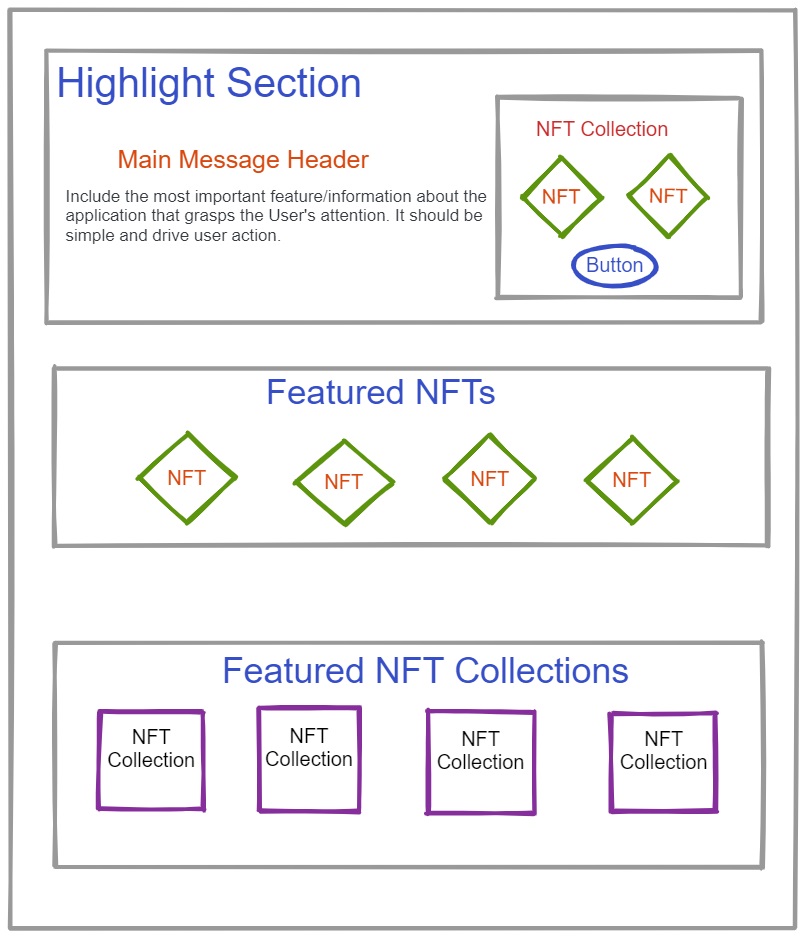 Highlight Section
Main Message Header
Include the most important feature/information about the
application that grasps the User's attention. It should be
simple and drive user action.
NFT Collection
NFT
NFT
Button
Featured NFTs
NFT
NFT
NFT
NFT
Featured NFT Collections
NFT
Collection
NFT
Collection
NFT
Collection
NFT
Collection